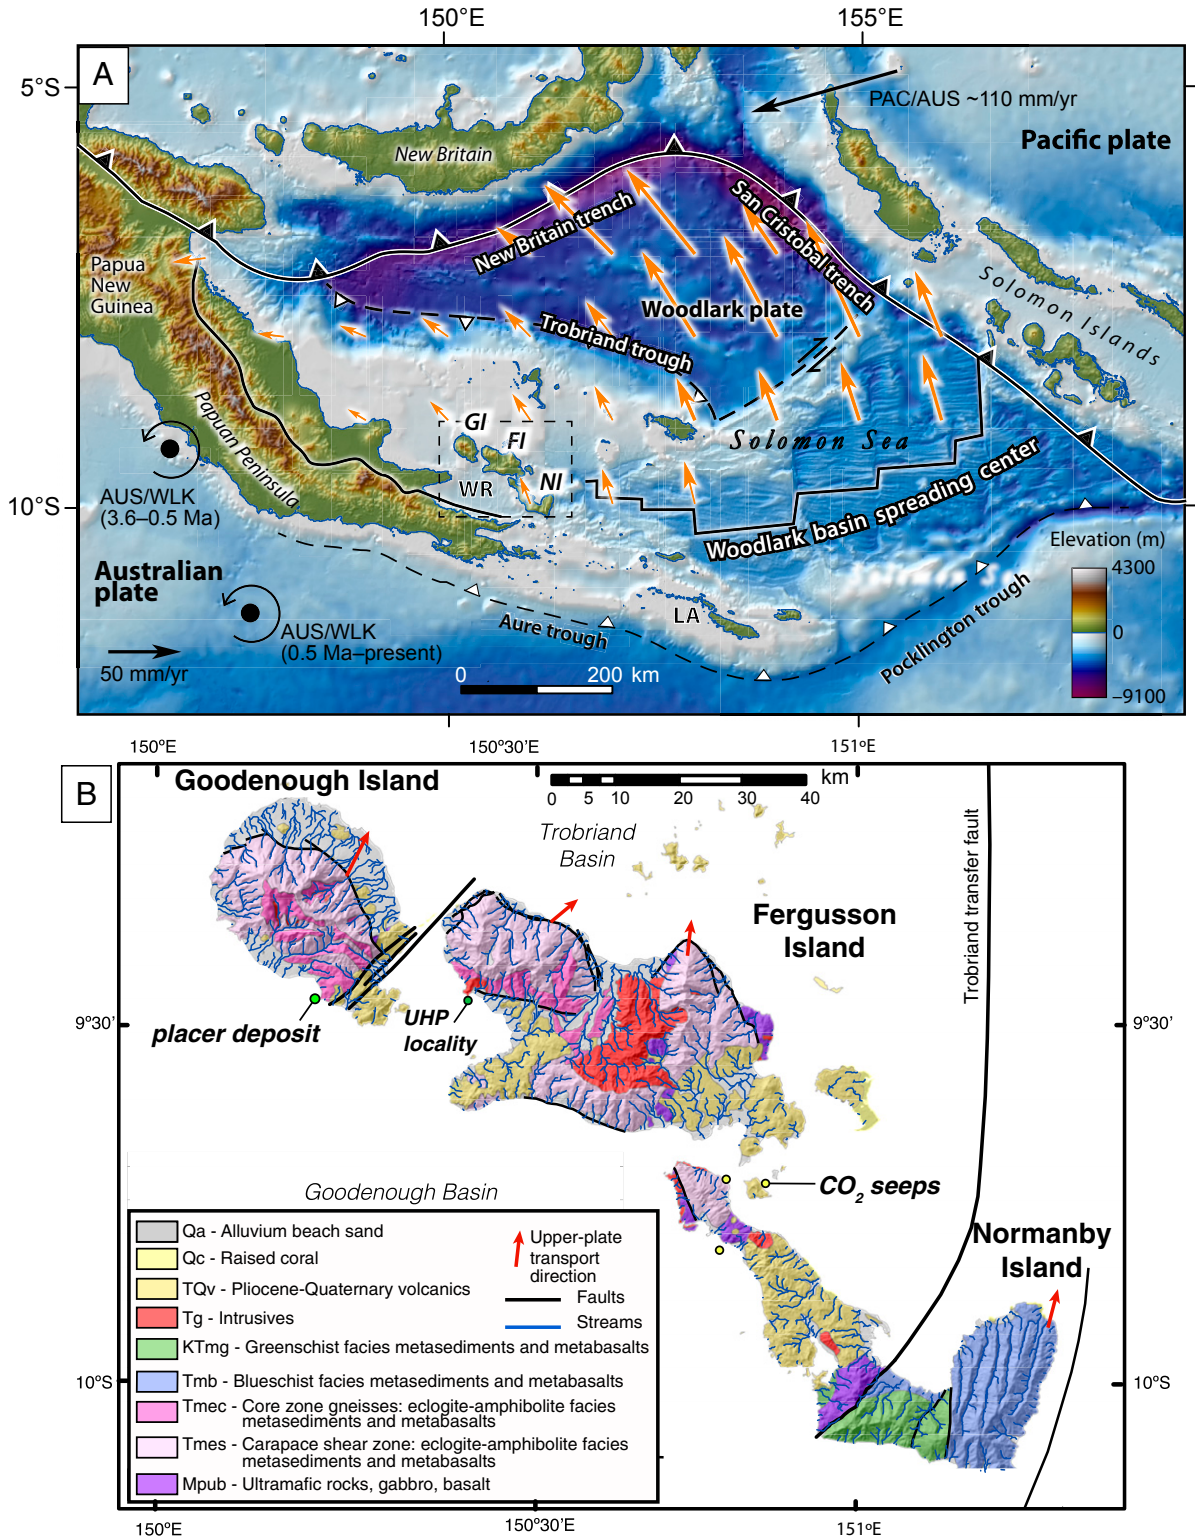 150°E
155°E
A
5°S
PAC/AUS ~110 mm/yr
Pacific plate
New Britain
New Britain trench
San Cristobal trench
Papua
New
Guinea
Solomon Islands
Woodlark plate
Trobriand trough
Papuan Peninsula
GI
FI
Solomon Sea
WR
NI
AUS/WLK
(3.6–0.5 Ma)
10°S
Woodlark basin spreading center
Elevation (m)
4300
0
–9100
Australian
plate
LA
AUS/WLK
(0.5 Ma–present)
Aure trough
Pocklington trough
50 mm/yr
0
200 km
150°E
150°30'E
151°E
B
Goodenough Island
km
0 5 10 20 30 40
Trobriand
Basin
Trobriand transfer fault
Fergusson
Island
placer deposit
UHP
locality
9°30'
9°30'
CO2 seeps
Goodenough Basin
Normanby
Island
Qa - Alluvium beach sand
Qc - Raised coral
TQv - Pliocene-Quaternary volcanics
Tg - Intrusives
KTmg - Greenschist facies metasediments and metabasalts
Tmb - Blueschist facies metasediments and metabasalts
Tmec - Core zone gneisses: eclogite-amphibolite facies
metasediments and metabasalts
Tmes - Carapace shear zone: eclogite-amphibolite facies
metasediments and metabasalts
Mpub - Ultramafic rocks, gabbro, basalt
Upper-plate
transport
direction
Faults
Streams
10°S
10°S
150°E
150°30'E
151°E